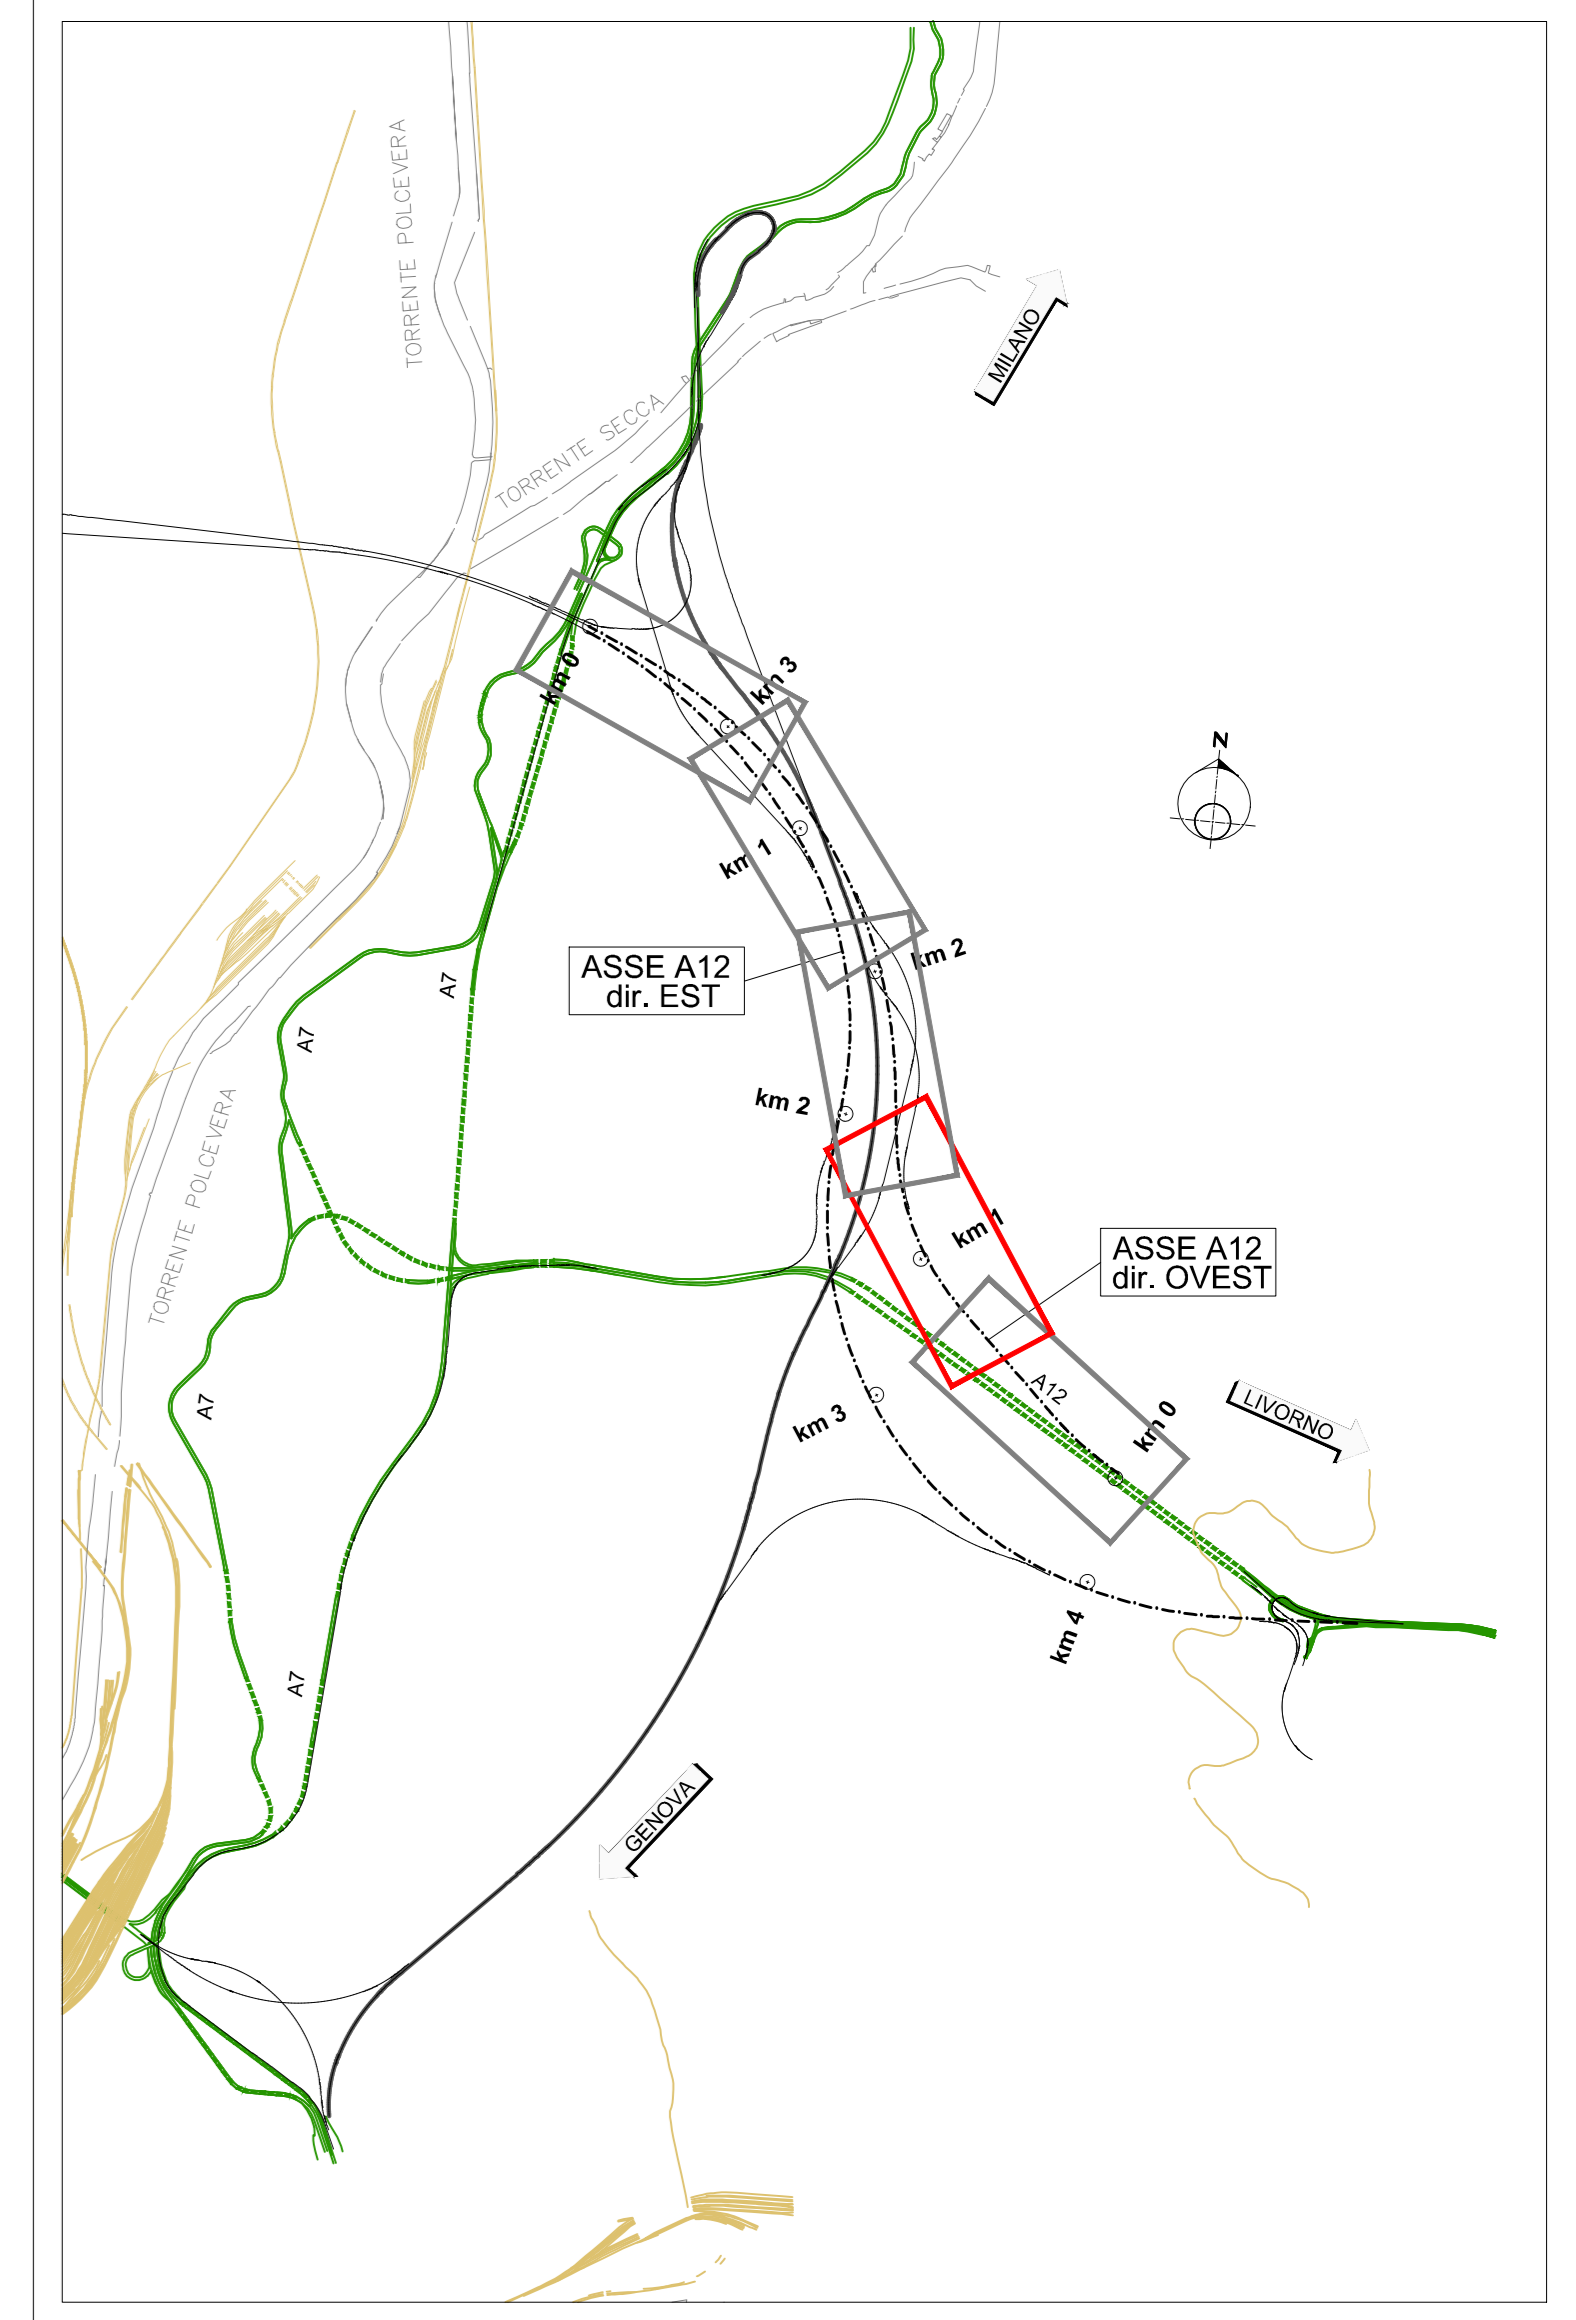 TORRENTE POLCEVERA
MILANO
TORRENTE SECCA
km 0
km 3
N
km 1
km 2
ASSE A12
dir. EST
A7
A7
km 2
TORRENTE POLCEVERA
km 1
ASSE A12
dir. OVEST
A12
km 0
LIVORNO
A7
km 3
km 4
A7
GENOVA